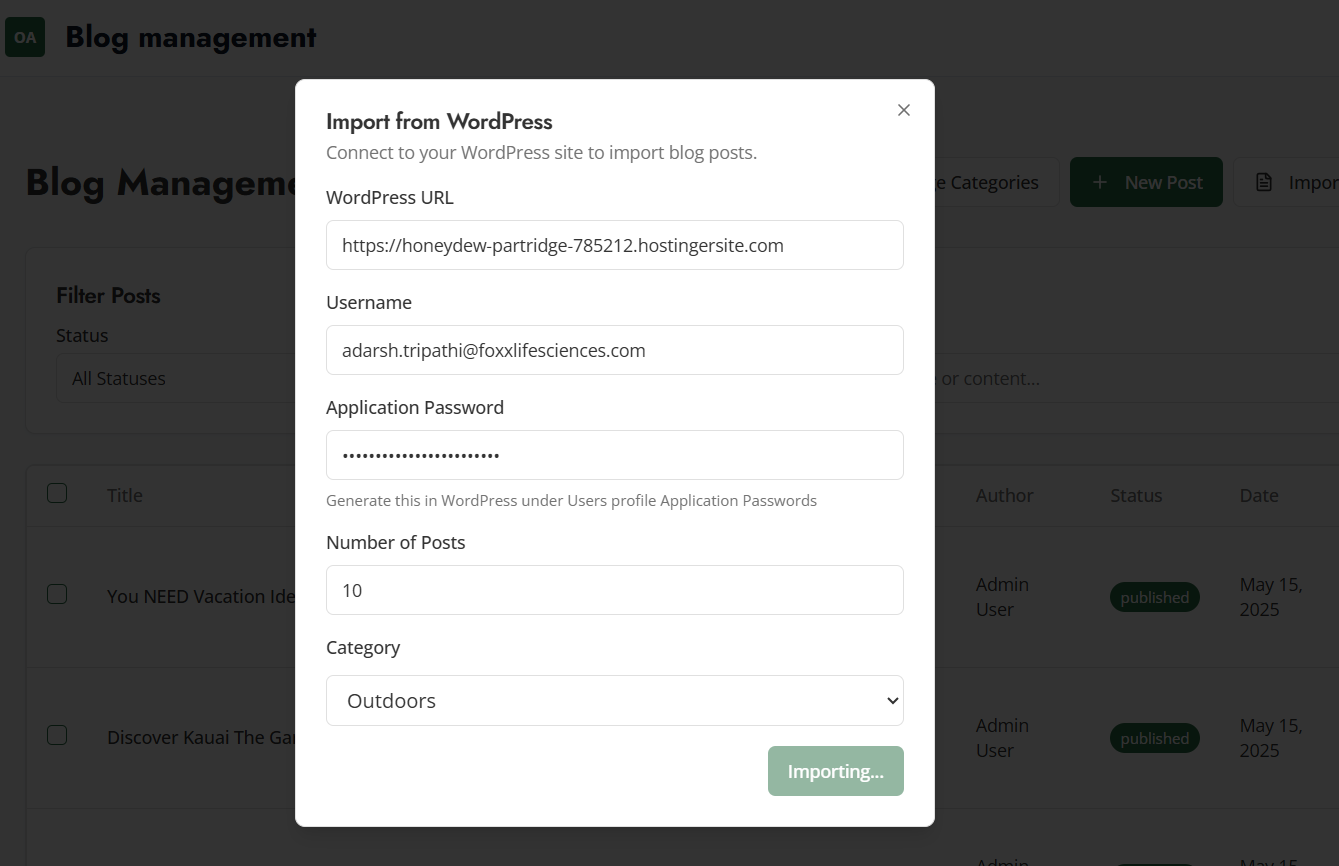 OA
Blog management
Import from WordPress
Connect to your WordPress site to import blog posts.
WordPress URL
https://honeydew-partridge-785212.hostingersite.com
Username
adarsh.tripathi@foxxlifesciences.com
Application Password
••••••••••••••••••••••••
Generate this in WordPress under Users profile Application Passwords
Number of Posts
10
Category
Outdoors
Importing...
Blog Manageme
e Categories
New Post
Impor
Filter Posts
Status
All Statuses
or content...
Title
Author
Status
Date
You NEED Vacation Ide
Admin
User
published
May 15,
2025
Discover Kauai The Gar
Admin
User
published
May 15,
2025
Admin
May 15,